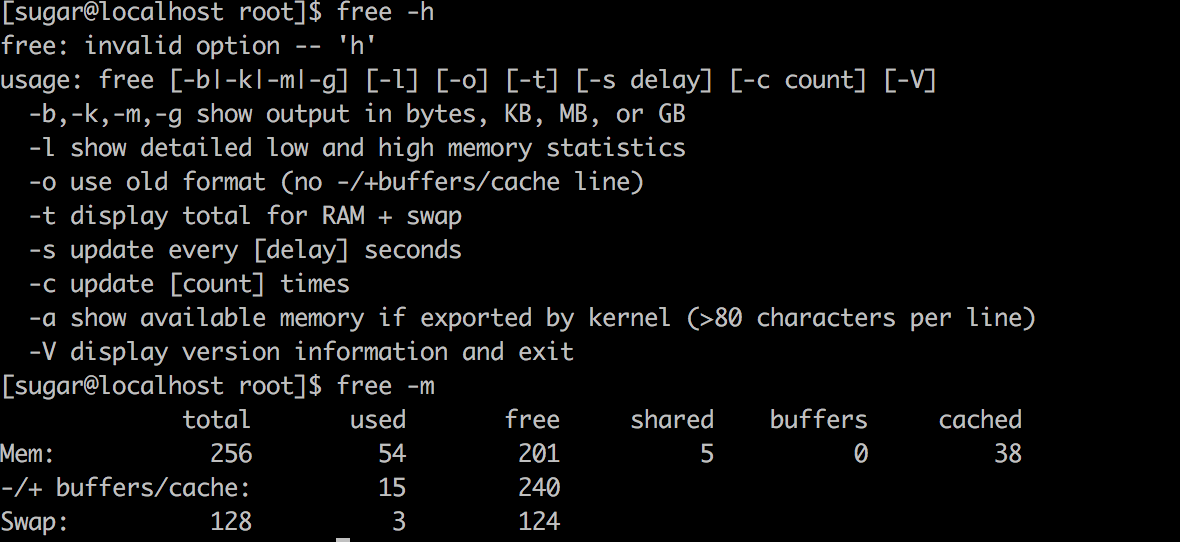 [sugar@localhost root]$ free -h
free: invalid option -- 'h'
usage: free [-b|-k|-m|-g] [-l] [-o] [-t] [-s delay] [-c count] [-V]
  -b,-k,-m,-g show output in bytes, KB, MB, or GB
  -l show detailed low and high memory statistics
  -o use old format (no -/+buffers/cache line)
  -t display total for RAM + swap
  -s update every [delay] seconds
  -c update [count] times
  -a show available memory if exported by kernel (>80 characters per line)
  -V display version information and exit
[sugar@localhost root]$ free -m
             total       used       free     shared    buffers     cached
Mem:           256         54        201          5          0         38
-/+ buffers/cache:         15        240
Swap:          128          3        124